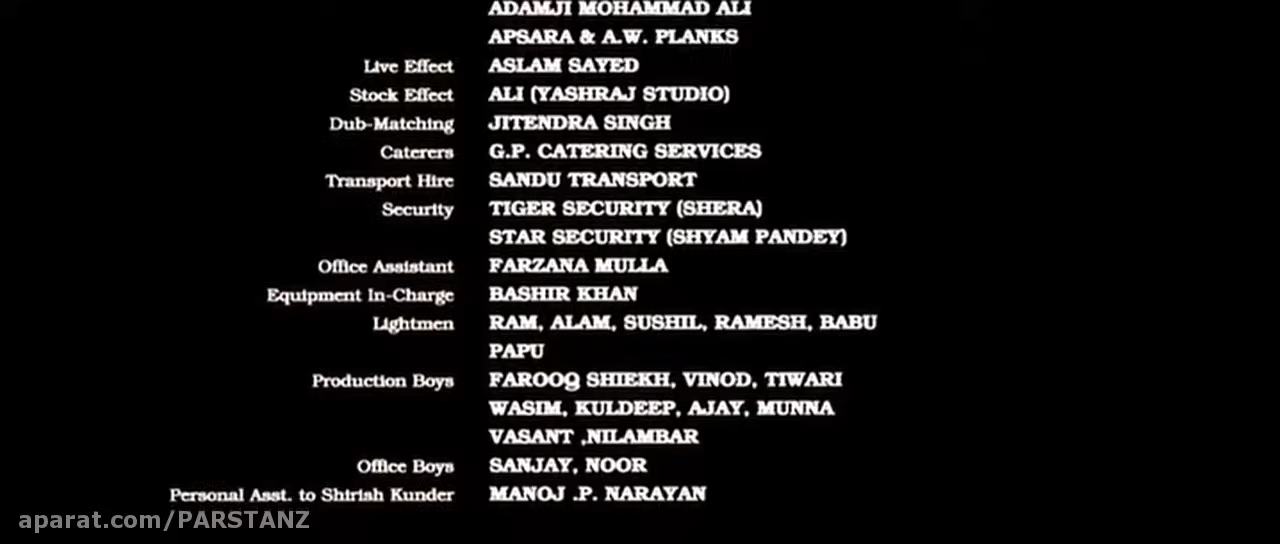 ADAMJI MOHAMMAD ALI
APSARA & A.W. PLANKS
Live Effect ASLAM SAYED
Stock Effect ALI (YASHRAJ STUDIO)
Dub-Matching JITENDRA SINGH
Caterers G.P. CATERING SERVICES
Transport Hire SANDU TRANSPORT
Security TIGER SECURITY (SHERA)
STAR SECURITY (SHYAM PANDEY)
Office Assistant FARZANA MULLA
Equipment In-Charge BASHIR KHAN
Lightmen RAM, ALAM, SUSHIL, RAMESH, BABU
PAPU
Production Boys FAROOQ SHIEKH, VINOD, TIWARI
WASIM, KULDEEP, AJAY, MUNNA
VASANT ,NILAMBAR
Office Boys SANJAY, NOOR
Personal Asst. to Shirish Kunder MANOJ .P. NARAYAN
aparat.com/PARSTANZ